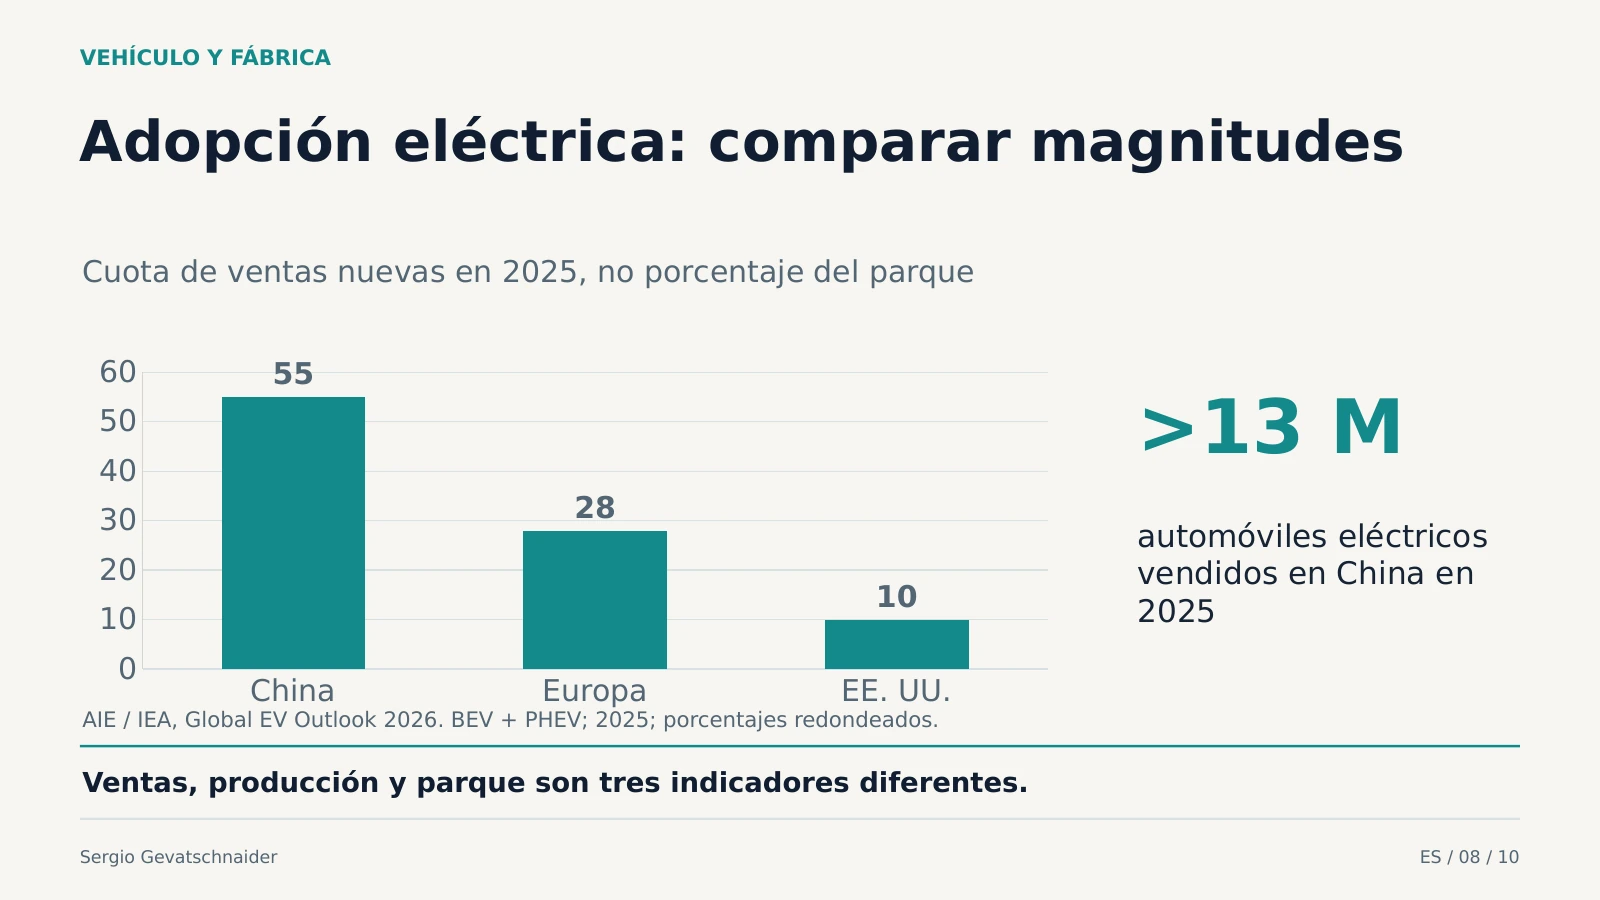 VEHÍCULO Y FÁBRICA
Adopción eléctrica: comparar magnitudes
Cuota de ventas nuevas en 2025, no porcentaje del parque
60
50
40
30
20
10
0
55
28
10
China
Europa
EE. UU.
>13 M
automóviles eléctricos
vendidos en China en
2025
AIE / IEA, Global EV Outlook 2026. BEV + PHEV; 2025; porcentajes redondeados.
Ventas, producción y parque son tres indicadores diferentes.
Sergio Gevatschnaider
ES / 08 / 10